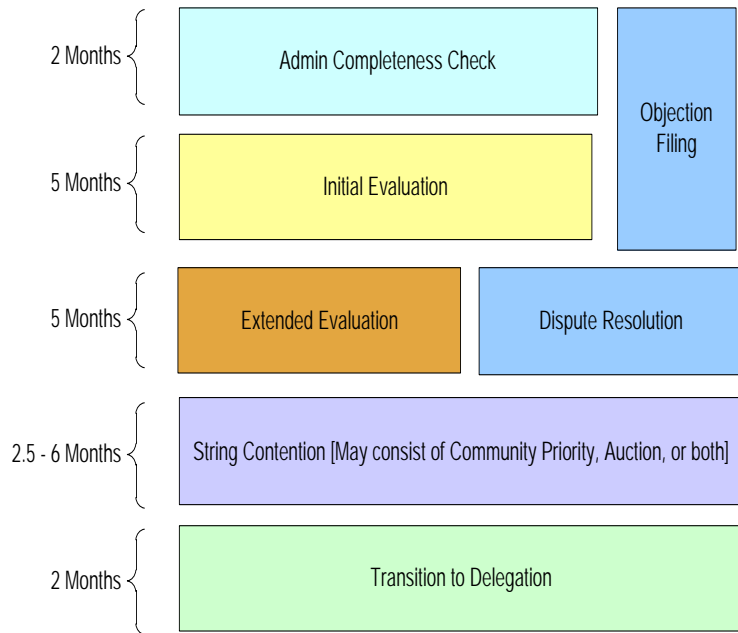 2 Months
Admin Completeness Check
Objection
Filing
5 Months
Initial Evaluation
5 Months
Extended Evaluation
Dispute Resolution
2.5 - 6 Months
String Contention [May consist of Community Priority, Auction, or both]
2 Months
Transition to Delegation